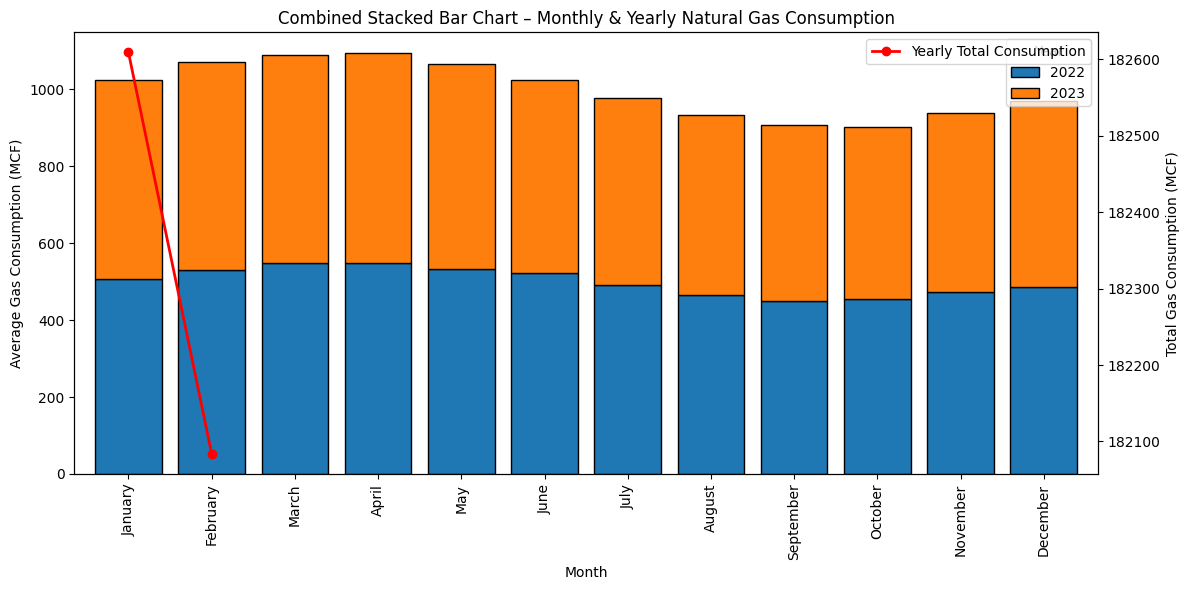 Combined Stacked Bar Chart – Monthly & Yearly Natural Gas Consumption
Yearly Total Consumption
2022
2023
Average Gas Consumption (MCF)
1000
800
600
400
200
0
182600
182500
182400
182300
182200
182100
Total Gas Consumption (MCF)
January
February
March
April
May
June
July
August
September
October
November
December
Month